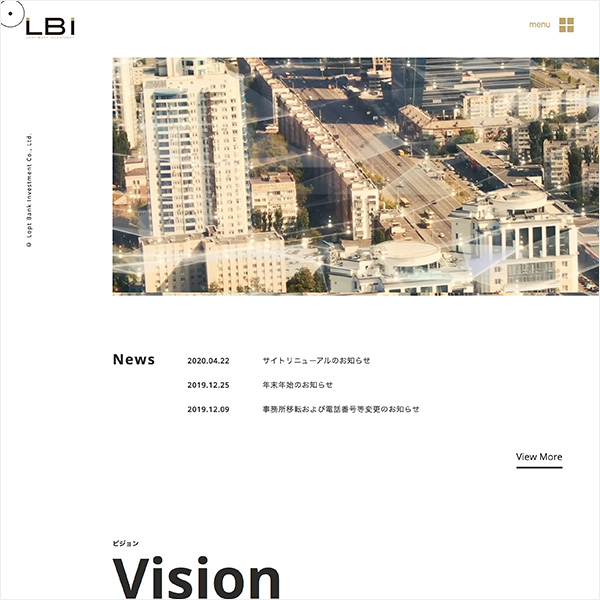 LBI
menu
© Lopt Bank Investment Co., Ltd.
News
2020.04.22 サイトリニューアルのお知らせ
2019.12.25 年末年始のお知らせ
2019.12.09 事務所移転および電話番号等変更のお知らせ
View More
ビジョン
Vision